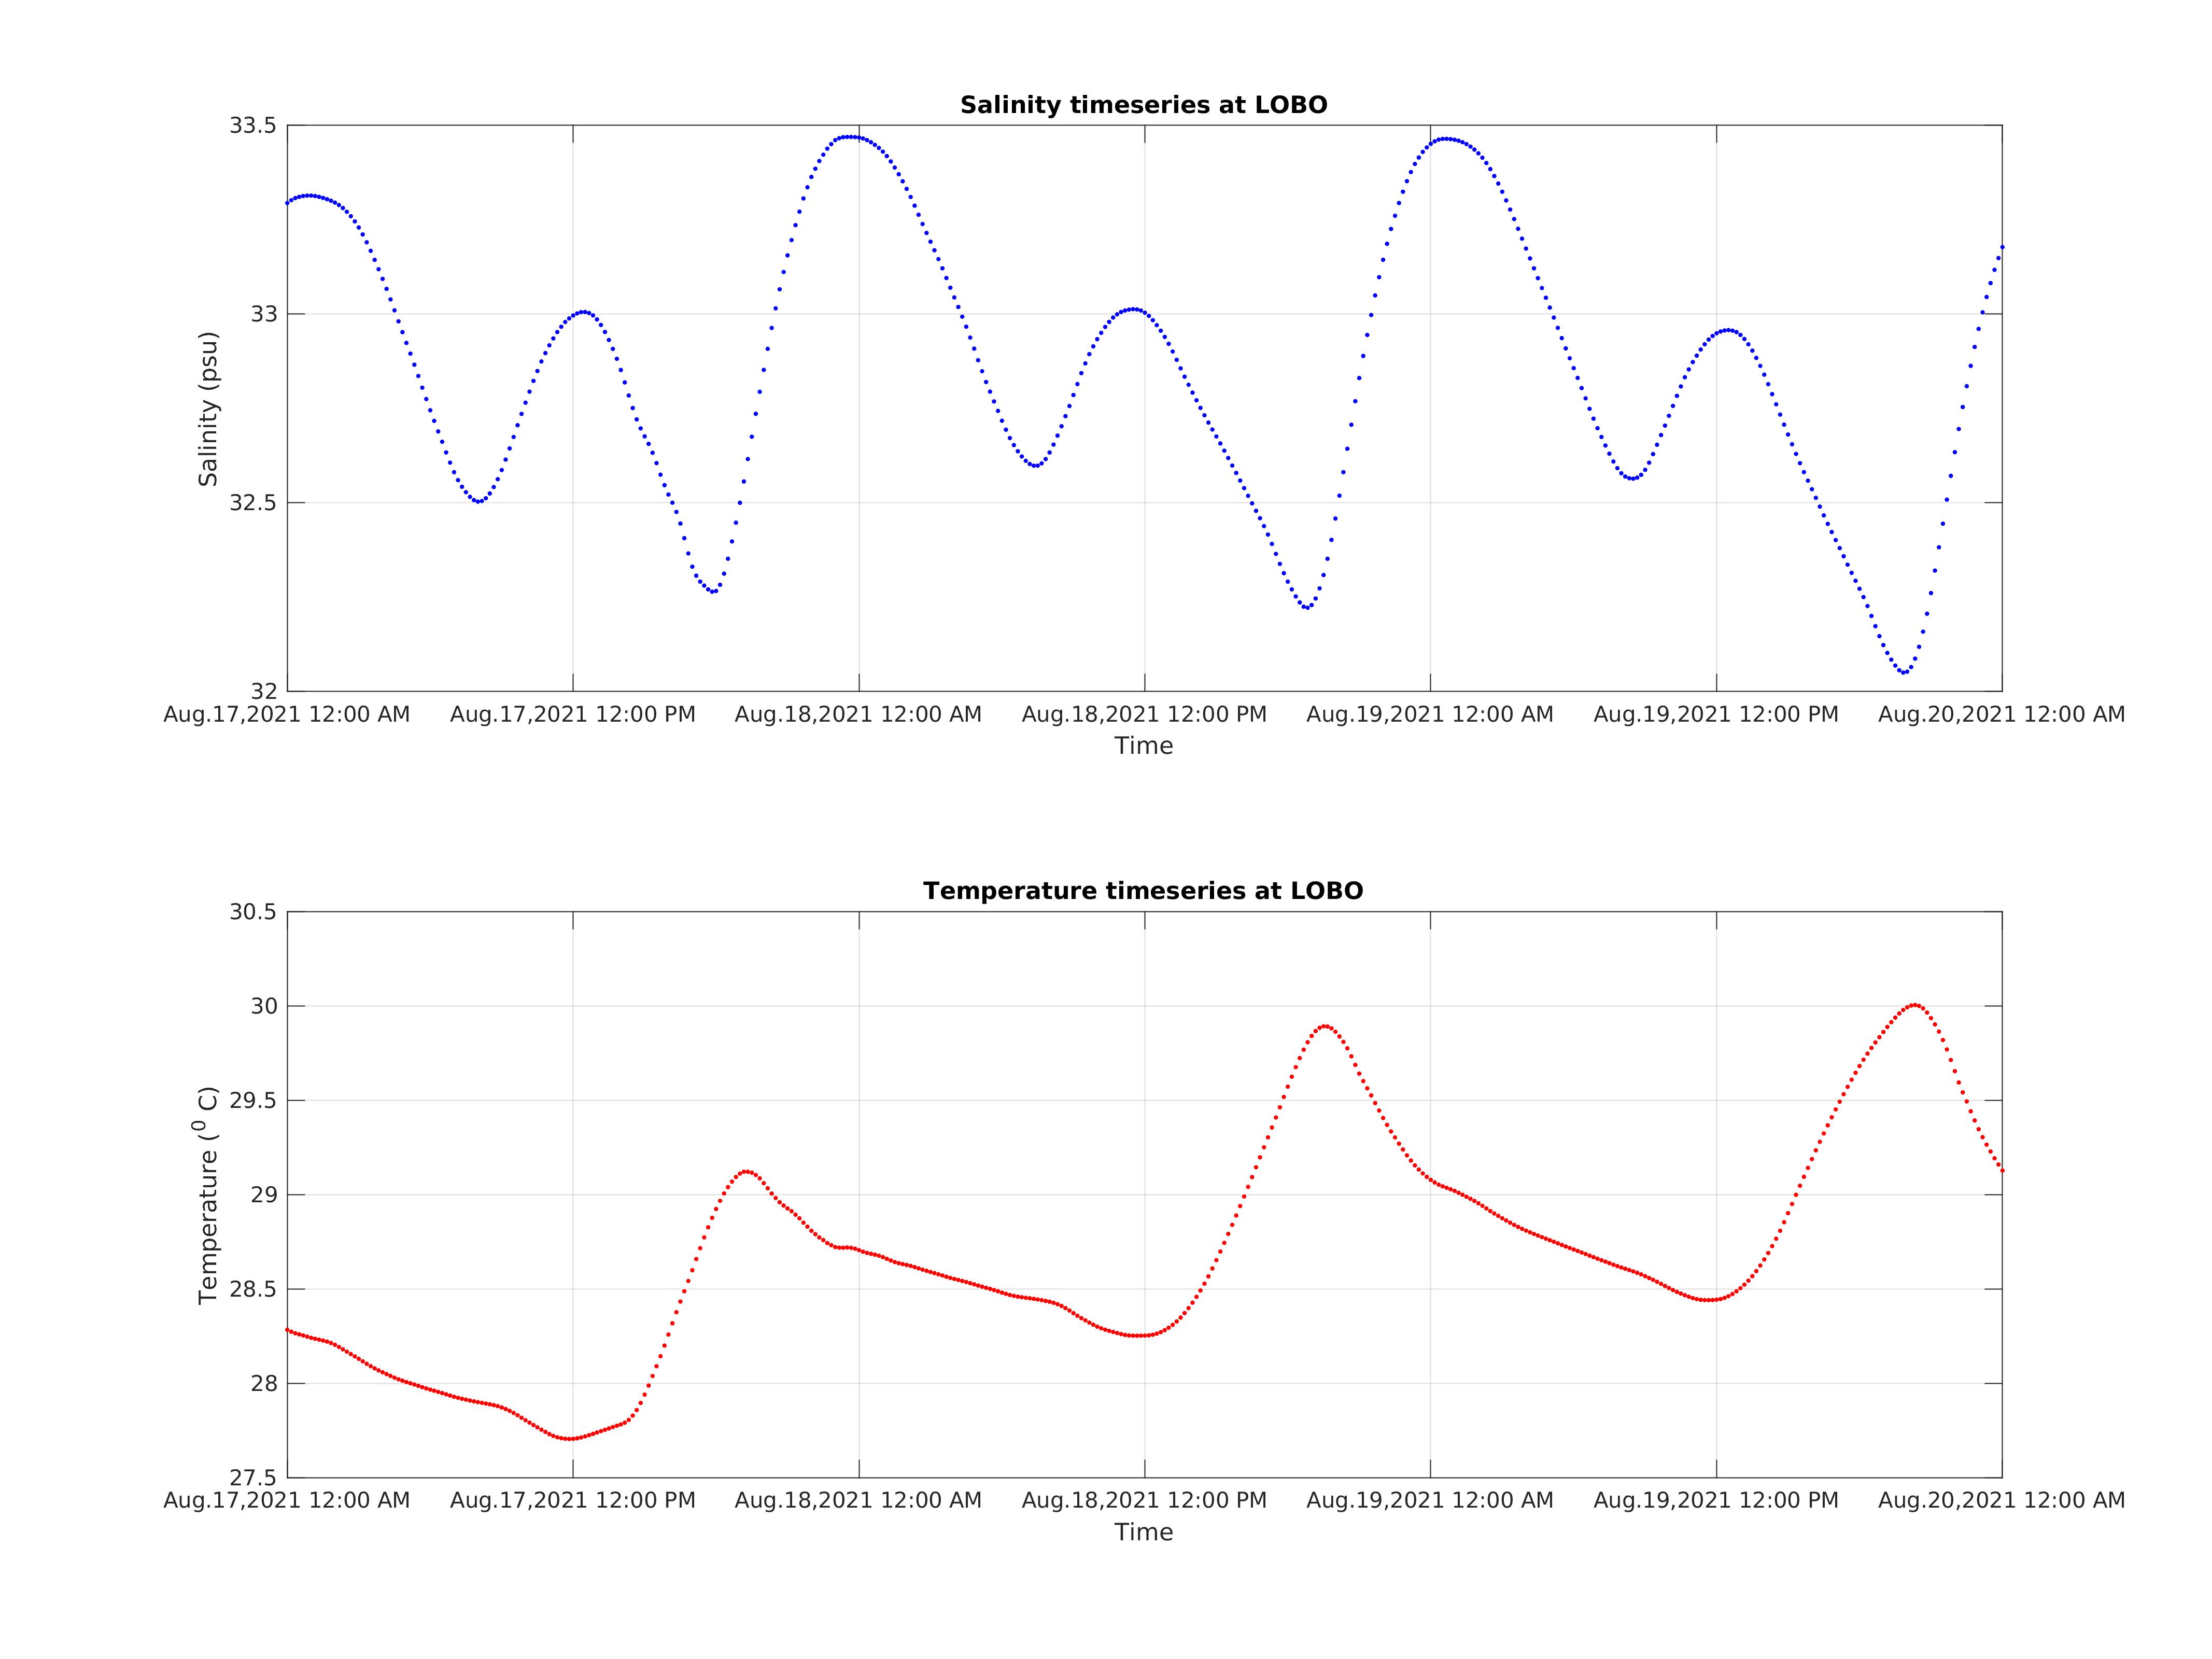 Salinity timeseries at LOBO
33.5
33
32.5
32
Salinity (psu)
Aug.17,2021 12:00 AM Aug.17,2021 12:00 PM Aug.18,2021 12:00 AM Aug.18,2021 12:00 PM Aug.19,2021 12:00 AM Aug.19,2021 12:00 PM Aug.20,2021 12:00 AM
Time
Temperature timeseries at LOBO
30.5
30
29.5
29
28.5
28
27.5
Temperature (⁰ C)
Aug.17,2021 12:00 AM Aug.17,2021 12:00 PM Aug.18,2021 12:00 AM Aug.18,2021 12:00 PM Aug.19,2021 12:00 AM Aug.19,2021 12:00 PM Aug.20,2021 12:00 AM
Time